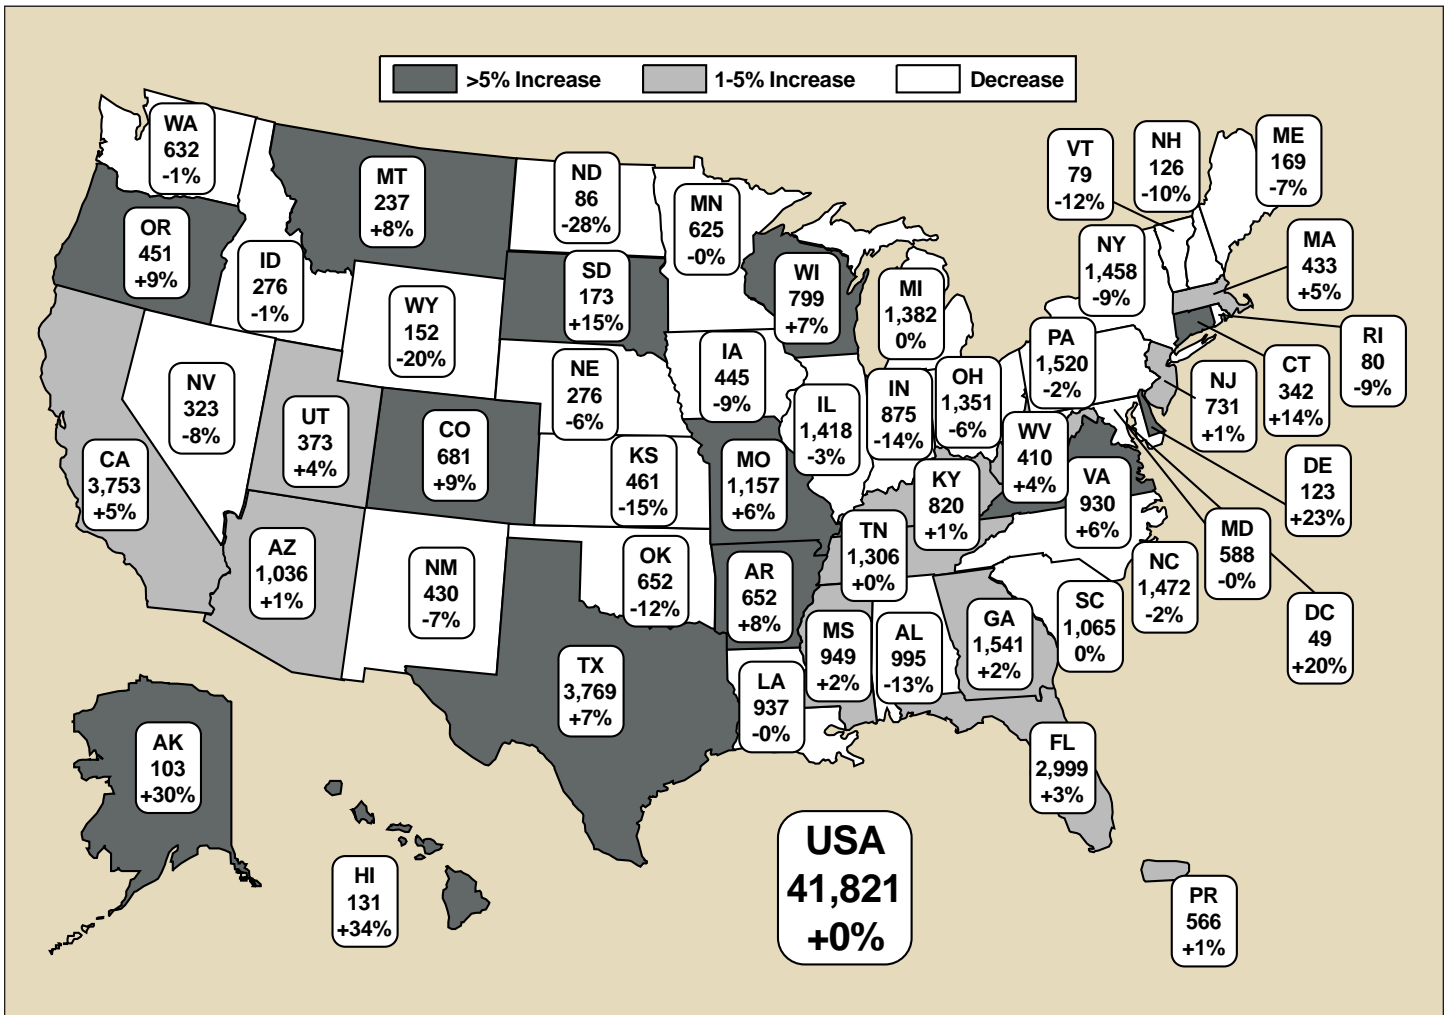 >5% Increase
1-5% Increase
Decrease
WA
632
-1%
OR
451
+9%
ID
276
-1%
MT
237
+8%
ND
86
-28%
MN
625
-0%
SD
173
+15%
WI
799
+7%
WY
152
-20%
NE
276
-6%
IA
445
-9%
MI
1,382
0%
VT
79
-12%
NH
126
-10%
ME
169
-7%
NY
1,458
-9%
MA
433
+5%
RI
80
-9%
CT
342
+14%
PA
1,520
-2%
NJ
731
+1%
NV
323
-8%
UT
373
+4%
CO
681
+9%
KS
461
-15%
MO
1,157
+6%
IL
1,418
-3%
IN
875
-14%
OH
1,351
-6%
WV
410
+4%
KY
820
+1%
VA
930
+6%
DE
123
+23%
MD
588
-0%
DC
49
+20%
CA
3,753
+5%
AZ
1,036
+1%
NM
430
-7%
OK
652
-12%
AR
652
+8%
TN
1,306
+0%
NC
1,472
-2%
SC
1,065
0%
MS
949
+2%
AL
995
-13%
GA
1,541
+2%
TX
3,769
+7%
LA
937
-0%
FL
2,999
+3%
AK
103
+30%
HI
131
+34%
USA
41,821
+0%
PR
566
+1%